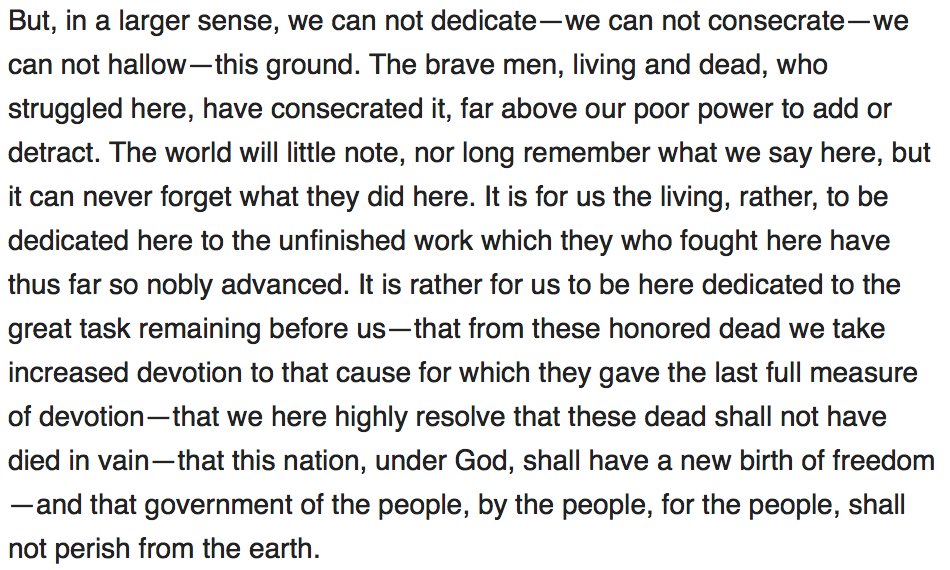 But, in a larger sense, we can not dedicate—we can not consecrate—we
can not hallow—this ground. The brave men, living and dead, who
struggled here, have consecrated it, far above our poor power to add or
detract. The world will little note, nor long remember what we say here, but
it can never forget what they did here. It is for us the living, rather, to be
dedicated here to the unfinished work which they who fought here have
thus far so nobly advanced. It is rather for us to be here dedicated to the
great task remaining before us—that from these honored dead we take
increased devotion to that cause for which they gave the last full measure
of devotion—that we here highly resolve that these dead shall not have
died in vain—that this nation, under God, shall have a new birth of freedom
—and that government of the people, by the people, for the people, shall
not perish from the earth.